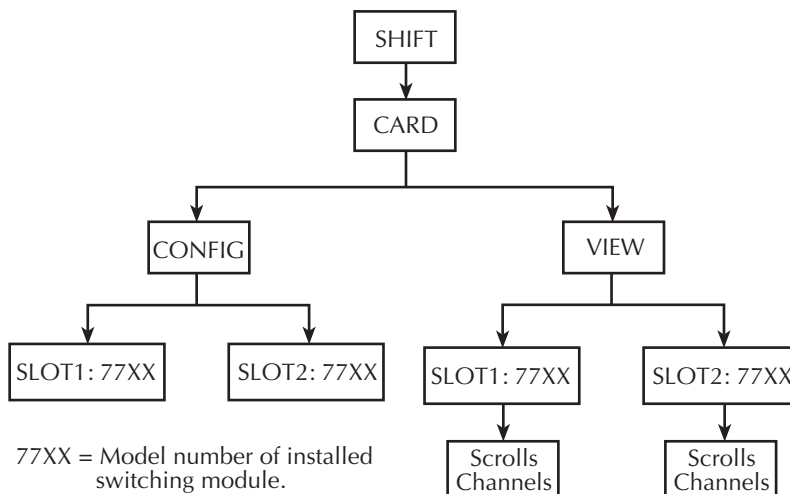 SHIFT
CARD
CONFIG
VIEW
SLOT1: 77XX
SLOT2: 77XX
SLOT1: 77XX
SLOT2: 77XX
Scrolls
Channels
Scrolls
Channels
77XX = Model number of installed
switching module.